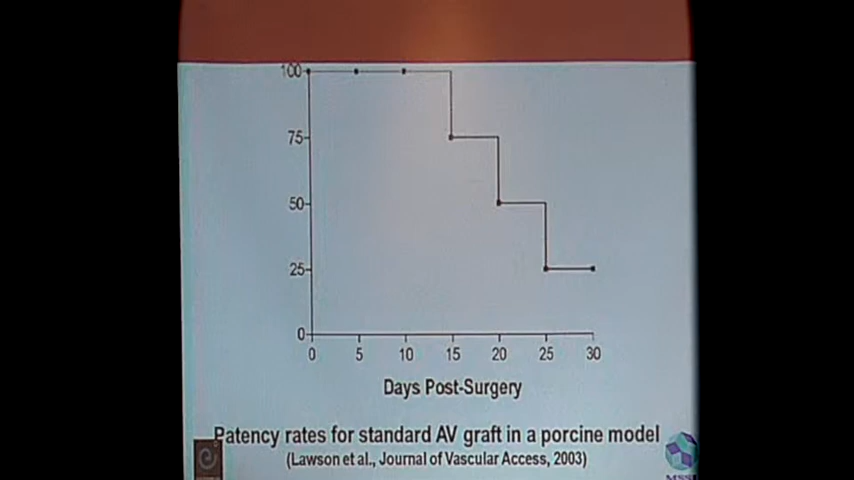 100
75
50
25
0
0 5 10 15 20 25 30
Days Post-Surgery
Patency rates for standard AV graft in a porcine model
(Lawson et al., Journal of Vascular Access, 2003)